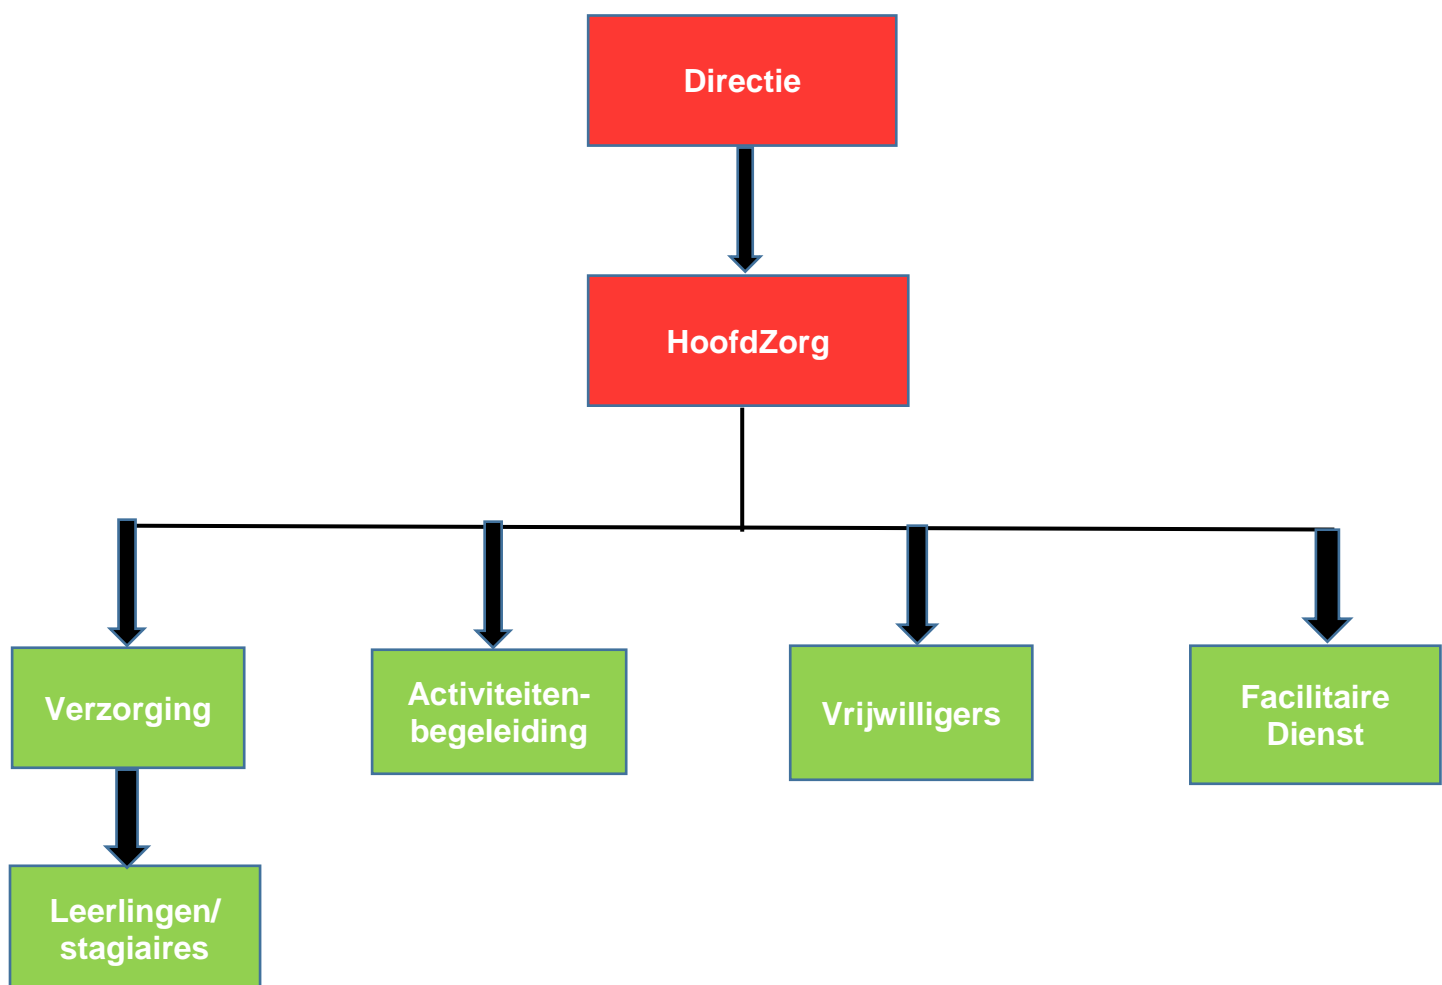 Directie
HoofdZorg
Verzorging
Activiteiten-
begeleiding
Vrijwilligers
Facilitaire
Dienst
Leerlingen/
stagiaires